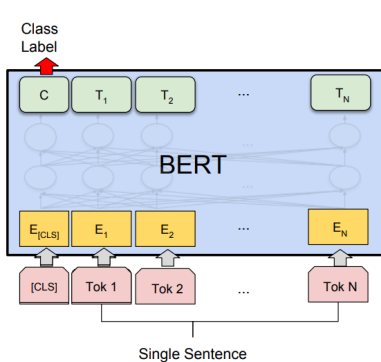 Class
Label
C T1 T2 ... TN
BERT
E[CLS] E1 E2 ... EN
[CLS] Tok 1 Tok 2 ... Tok N
Single Sentence